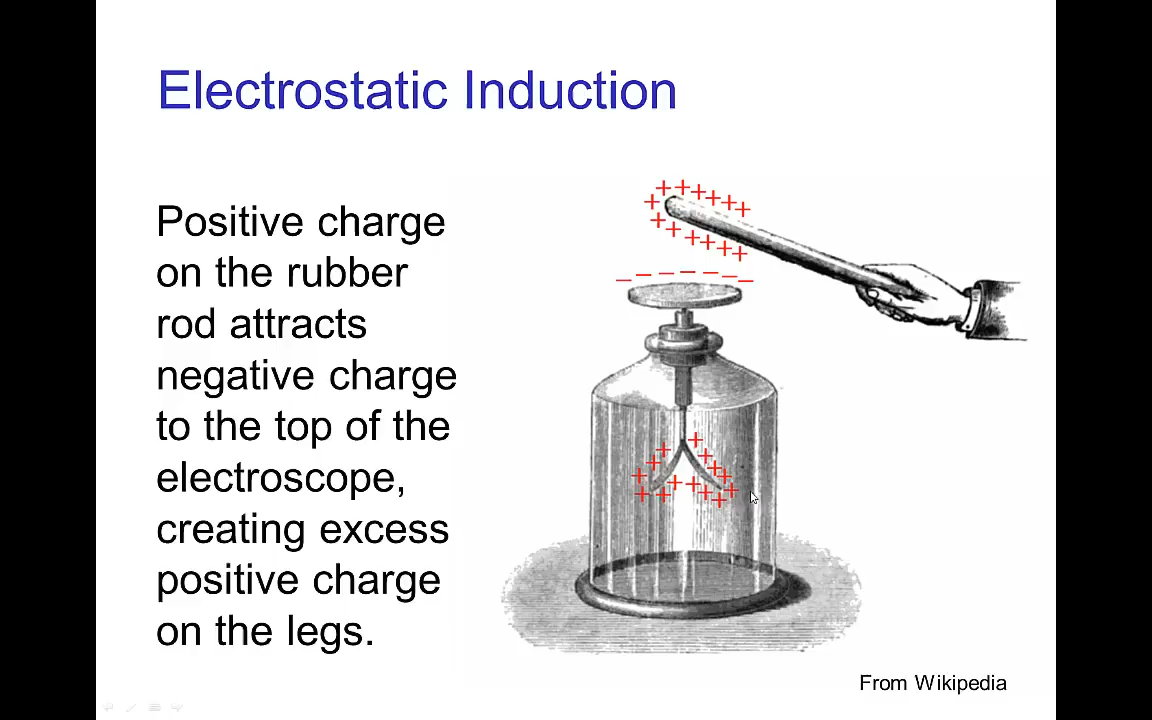 Electrostatic Induction
Positive charge
on the rubber
rod attracts
negative charge
to the top of the
electroscope,
creating excess
positive charge
on the legs.
From Wikipedia